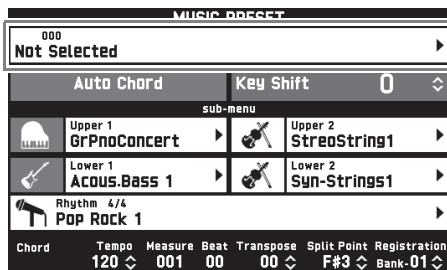 MUSIC PRESET
000
Not Selected
Auto Chord Key Shift 0
sub-menu
Upper 1 Upper 2
GrPnoConcert StreoString1
Lower 1 Lower 2
Acous.Bass 1 Syn-Strings1
Rhythm 4/4
Pop Rock 1
Chord Tempo Measure Beat Transpose Split Point Registration
120 001 00 00 F#3 Bank-01